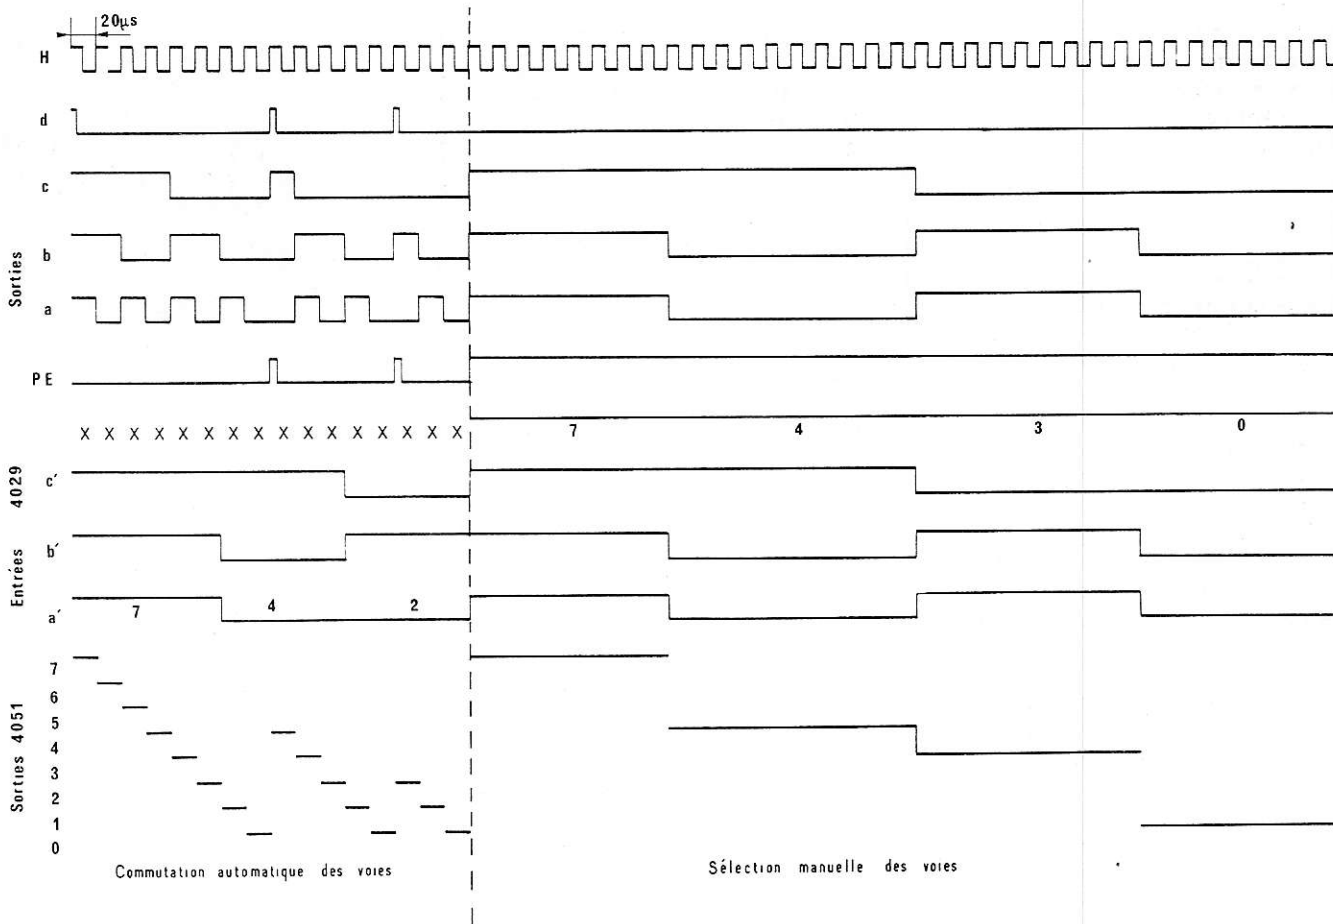 20µs
H
d
c
b
a
Sorties
PE
X X X X X X X X X X X X X X X X
7 4 3 0
c′
b′
a′
Entrées 4029
7 4 2
7
6
5
4
3
2
1
0
Sorties 4051
Commutation automatique des voies
Sélection manuelle des voies